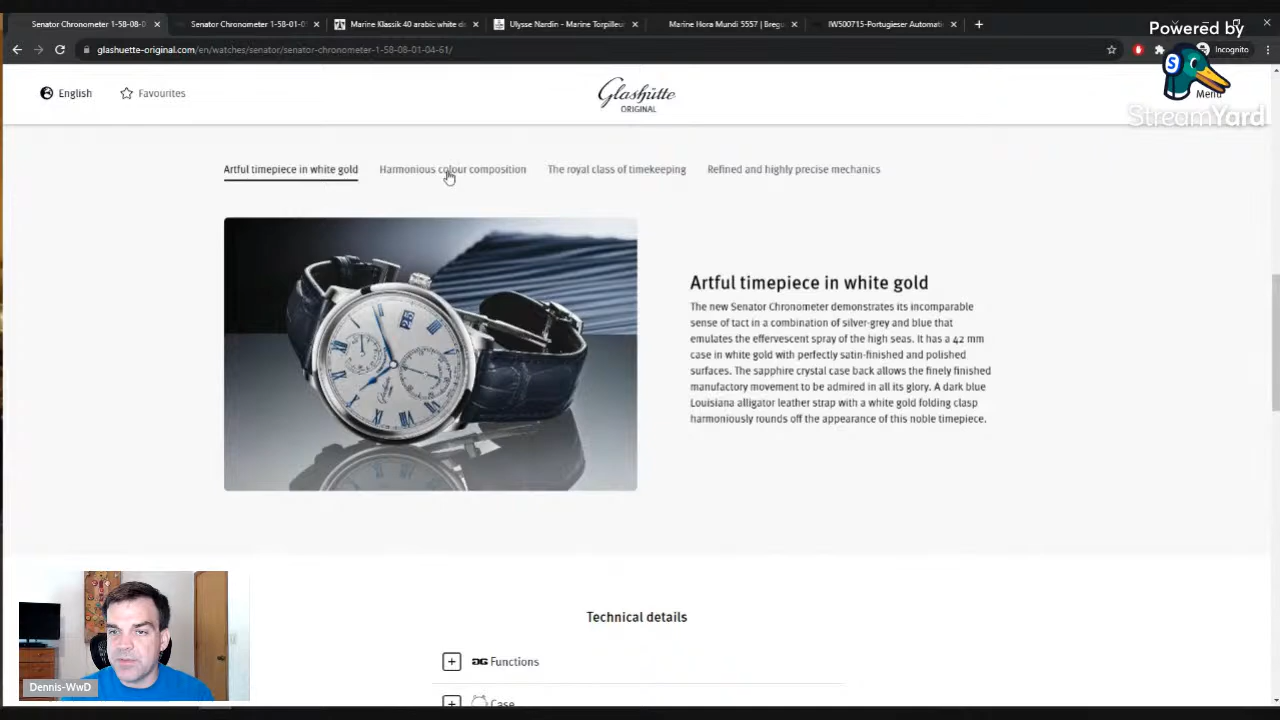 Senator Chronometer 1-58-08-
Senator Chronometer 1-58-01-0
Marine Klassik 40 arabic white d
Ulysse Nardin - Marine Torpilleur
Marine Hora Mundi 5557 | Breg
IW500715-Portugieser Automati
glashuette-original.com/en/watches/senator/senator-chronometer-1-58-08-01-04-61/
Incognito
Powered by
StreamYard
English
Favourites
Glashütte
ORIGINAL
Menu
Artful timepiece in white gold
Harmonious colour composition
The royal class of timekeeping
Refined and highly precise mechanics
Artful timepiece in white gold
The new Senator Chronometer demonstrates its incomparable
sense of tact in a combination of silver-grey and blue that
emulates the effervescent spray of the high seas. It has a 42 mm
case in white gold with perfectly satin-finished and polished
surfaces. The sapphire crystal case back allows the finely finished
manufactory movement to be admired in all its glory. A dark blue
Louisiana alligator leather strap with a white gold folding clasp
harmoniously rounds off the appearance of this noble timepiece.
Technical details
Functions
Case
Dennis-WwD